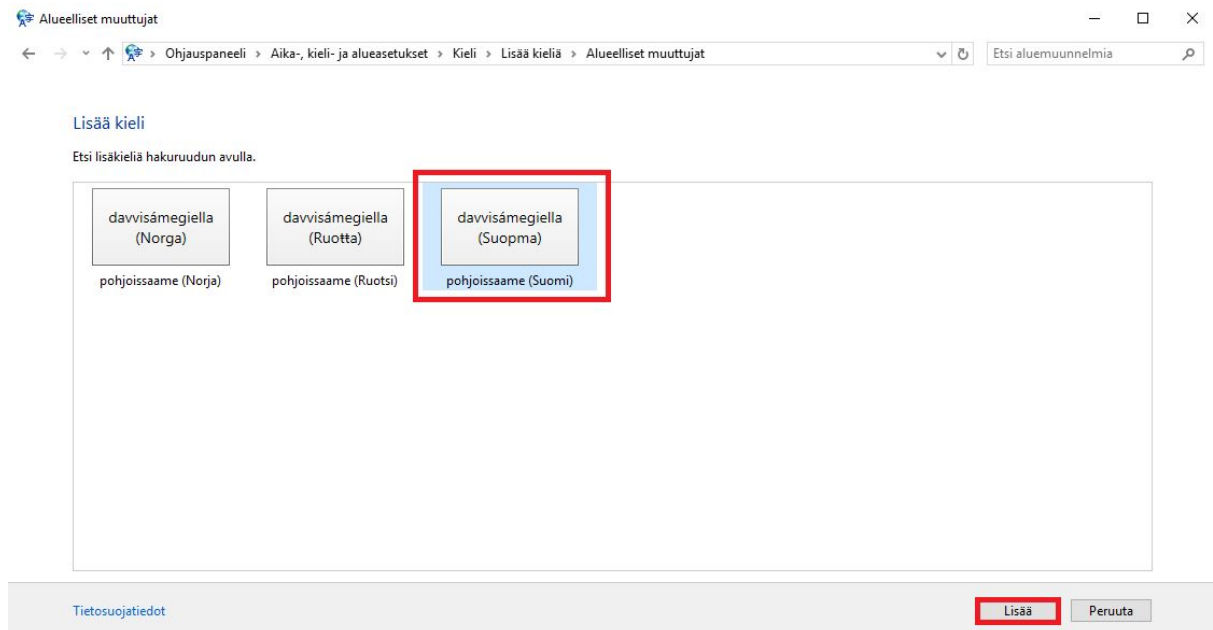 Alueelliset muuttujat
Ohjauspaneeli › Aika-, kieli- ja alueasetukset › Kieli › Lisää kieliä › Alueelliset muuttujat
Etsi aluemuunnelmia
Lisää kieli
Etsi lisäkieliä hakuruudun avulla.
davvisámegiella
(Norga)
pohjoissaame (Norja)
davvisámegiella
(Ruoŧŧa)
pohjoissaame (Ruotsi)
davvisámegiella
(Suopma)
pohjoissaame (Suomi)
Tietosuojatiedot
Lisää
Peruuta